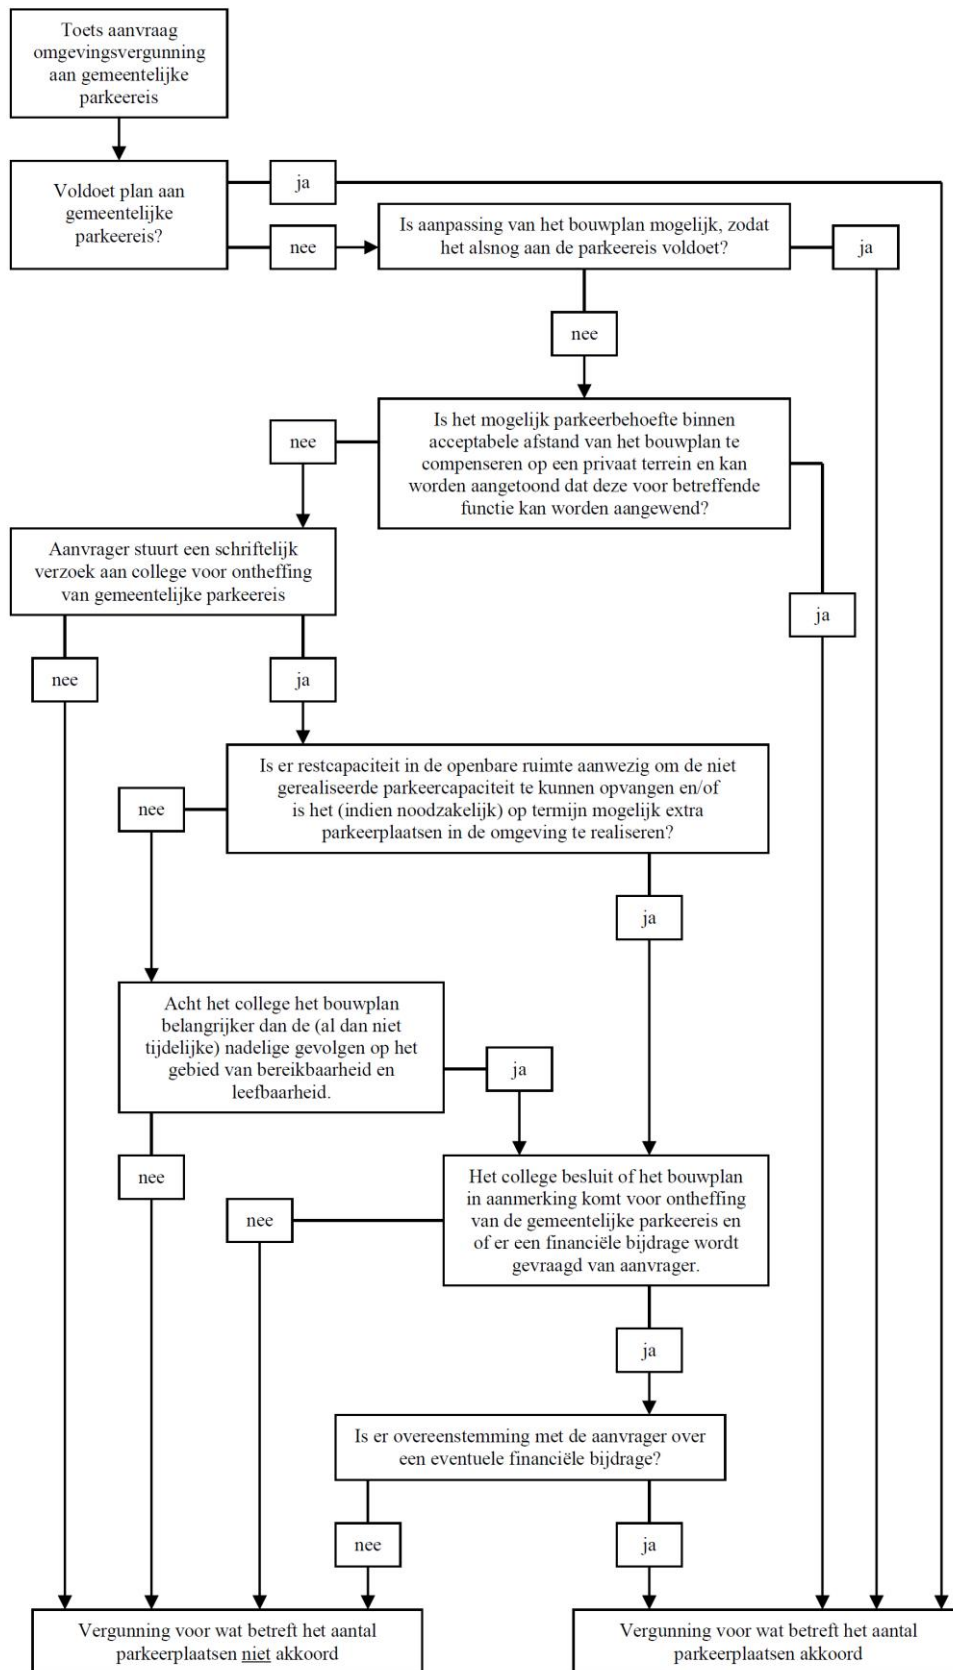 Toets aanvraag
omgevingsvergunning
aan gemeentelijke
parkeereis
Voldoet plan aan
gemeentelijke
parkeereis?
ja
nee
Is aanpassing van het bouwplan mogelijk, zodat
het alsnog aan de parkeereis voldoet?
ja
nee
Is het mogelijk parkeerbehoefte binnen
acceptabele afstand van het bouwplan te
compenseren op een privaat terrein en kan
worden aangetoond dat deze voor betreffende
functie kan worden aangewend?
nee
ja
Aanvrager stuurt een schriftelijk
verzoek aan college voor ontheffing
van gemeentelijke parkeereis
nee
ja
Is er restcapaciteit in de openbare ruimte aanwezig om de niet
gerealiseerde parkeercapaciteit te kunnen opvangen en/of
is het (indien noodzakelijk) op termijn mogelijk extra
parkeerplaatsen in de omgeving te realiseren?
nee
ja
Acht het college het bouwplan
belangrijker dan de (al dan niet
tijdelijke) nadelige gevolgen op het
gebied van bereikbaarheid en
leefbaarheid.
ja
nee
Het college besluit of het bouwplan
in aanmerking komt voor ontheffing
van de gemeentelijke parkeereis en
of er een financiële bijdrage wordt
gevraagd van aanvrager.
nee
ja
Is er overeenstemming met de aanvrager over
een eventuele financiële bijdrage?
nee
ja
Vergunning voor wat betreft het aantal
parkeerplaatsen niet akkoord
Vergunning voor wat betreft het aantal
parkeerplaatsen akkoord